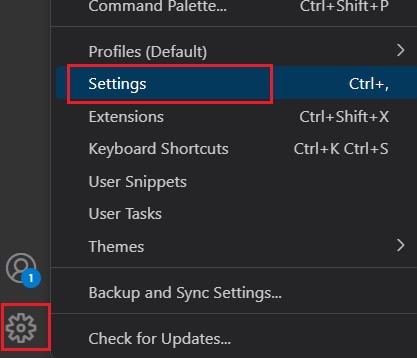 Command Palette... Ctrl+Shift+P
Profiles (Default)
Settings Ctrl+,
Extensions Ctrl+Shift+X
Keyboard Shortcuts Ctrl+K Ctrl+S
User Snippets
User Tasks
Themes
1
Backup and Sync Settings...
Check for Updates...